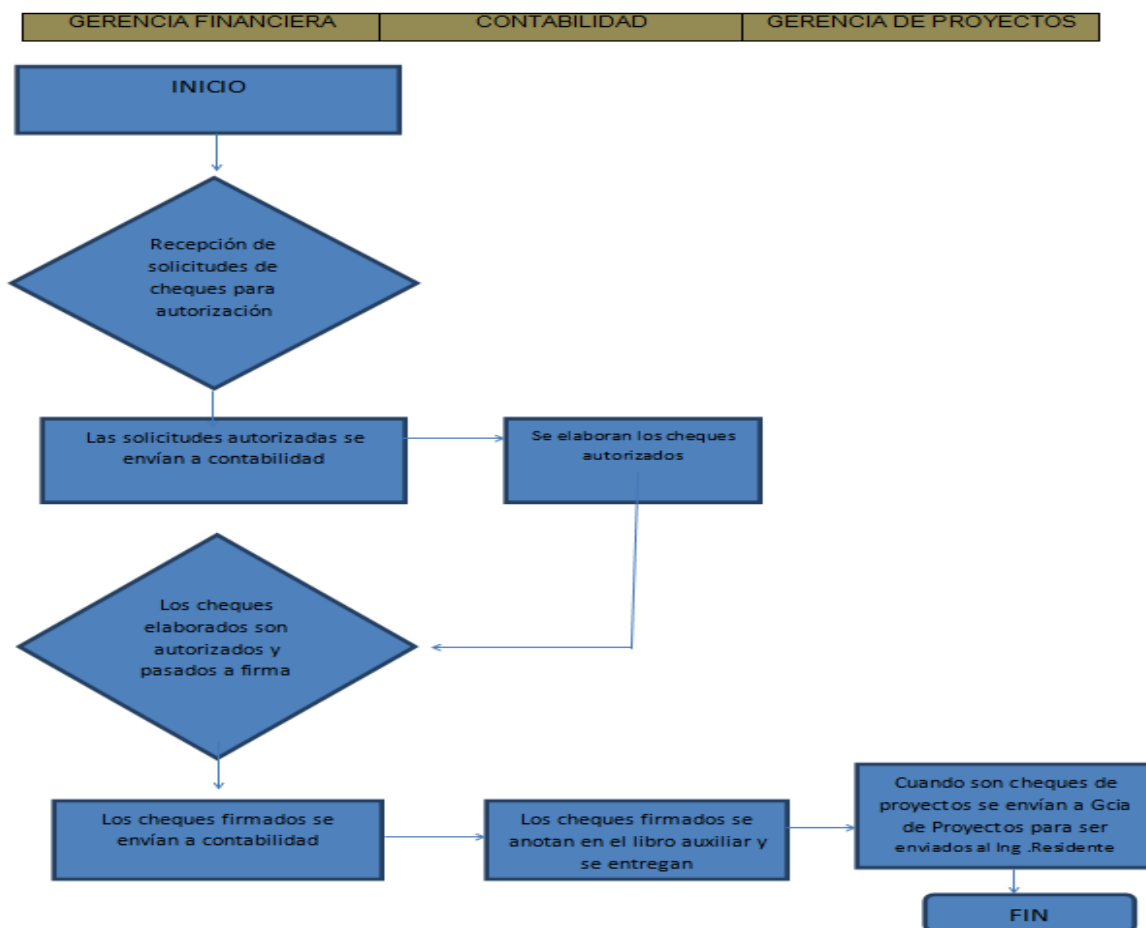 GERENCIA FINANCIERA
CONTABILIDAD
GERENCIA DE PROYECTOS
INICIO
Recepción de
solicitudes de
cheques para
autorización
Las solicitudes autorizadas se
envían a contabilidad
Se elaboran los cheques
autorizados
Los cheques
elaborados son
autorizados y
pasados a firma
Los cheques firmados se
envían a contabilidad
Los cheques firmados se
anotan en el libro auxiliar y
se entregan
Cuando son cheques de
proyectos se envían a Gcia
de Proyectos para ser
enviados al Ing .Residente
FIN